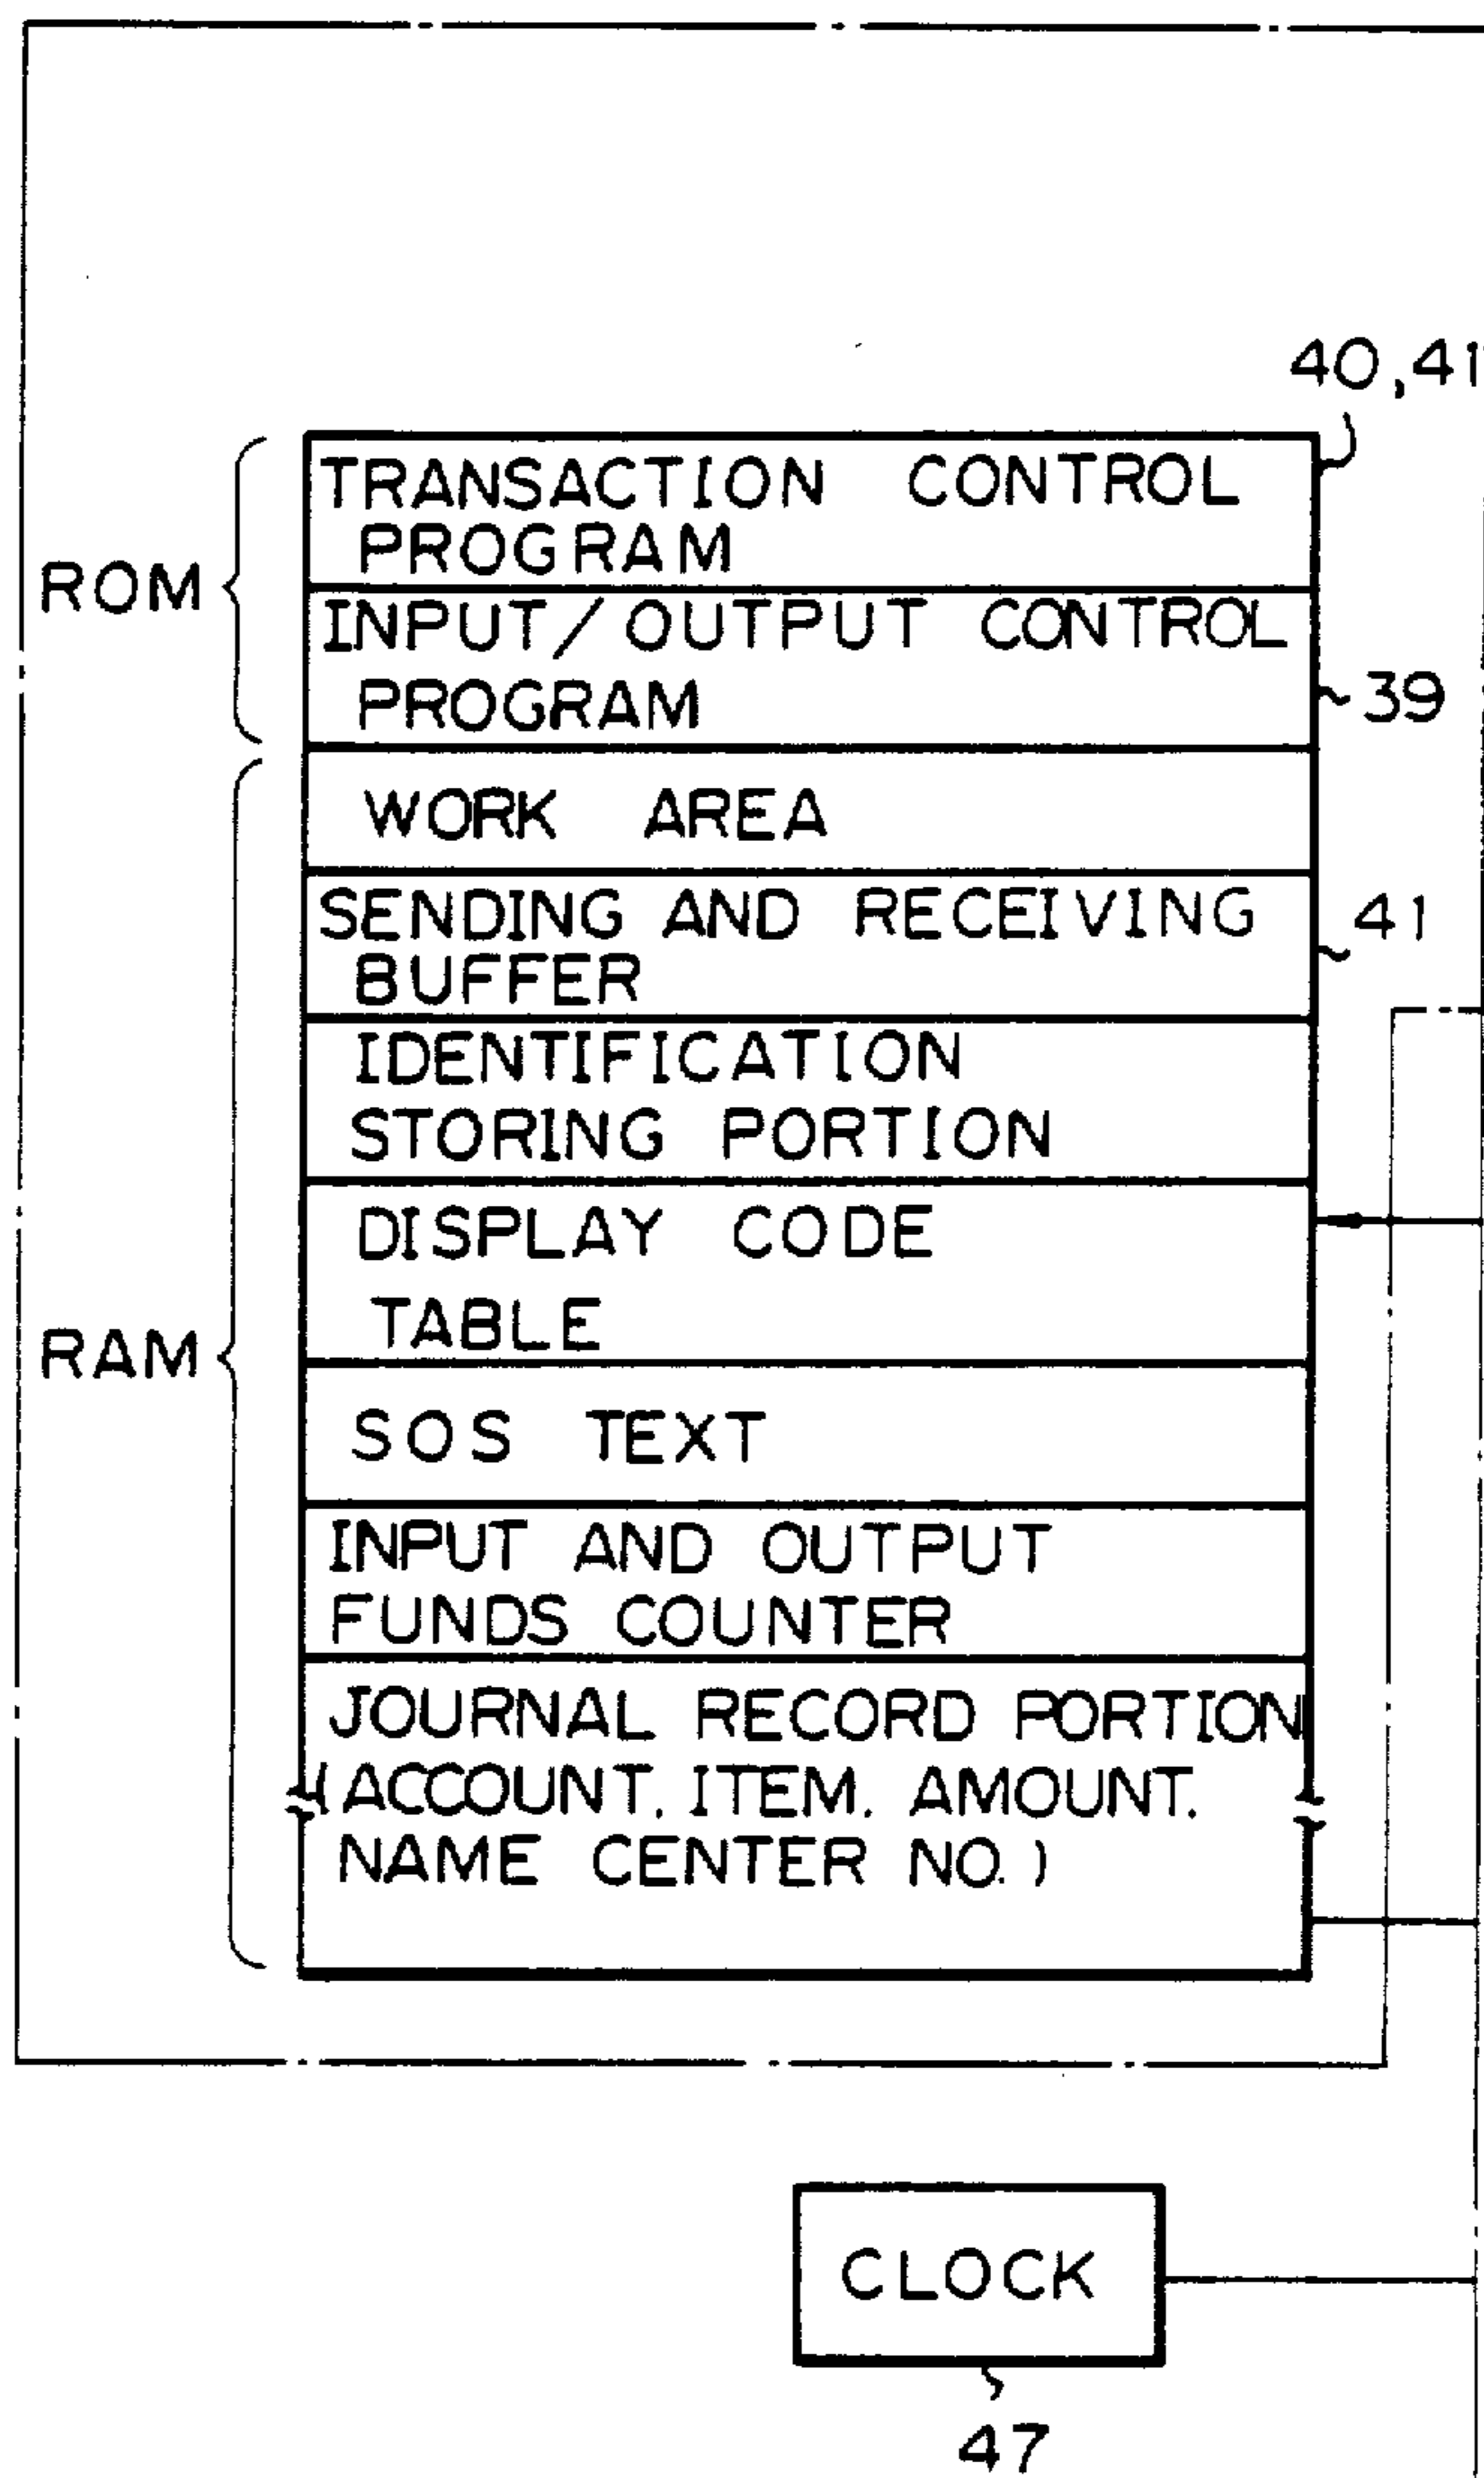 40,41
TRANSACTION CONTROL
PROGRAM
ROM
INPUT/OUTPUT CONTROL
PROGRAM
39
WORK AREA
SENDING AND RECEIVING
BUFFER
41
IDENTIFICATION
STORING PORTION
DISPLAY CODE
TABLE
RAM
SOS TEXT
INPUT AND OUTPUT
FUNDS COUNTER
JOURNAL RECORD PORTION
(ACCOUNT. ITEM. AMOUNT.
NAME CENTER NO.)
CLOCK
47